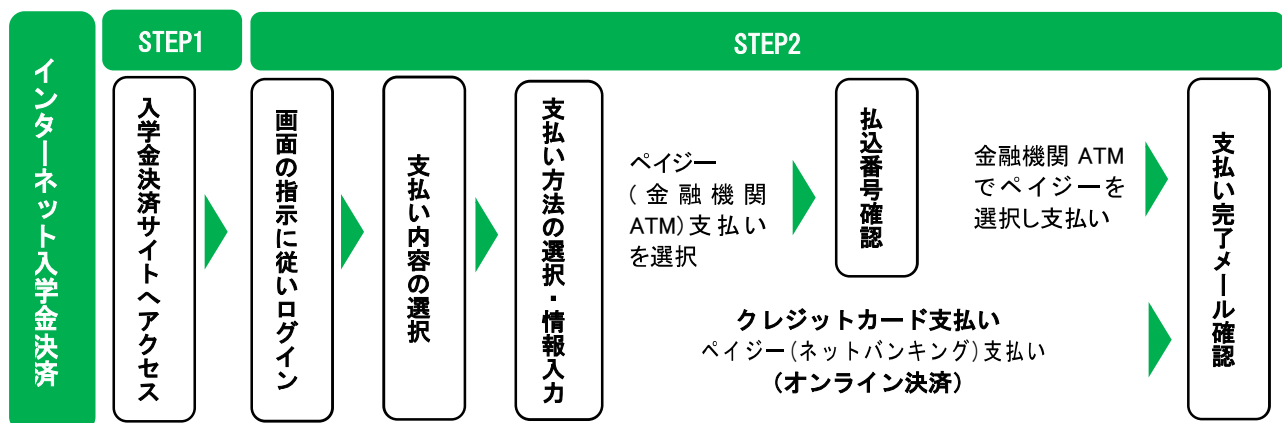 インターネット入学金決済
STEP1
STEP2
入学金決済サイトへアクセス
画面の指示に従いログイン
支払い内容の選択
支払い方法の選択・情報入力
ペイジー
(金融機関
ATM)支払い
を選択
払込番号確認
金融機関 ATM
でペイジーを
選択し支払い
クレジットカード支払い
ペイジー(ネットバンキング)支払い
(オンライン決済)
支払い完了メール確認